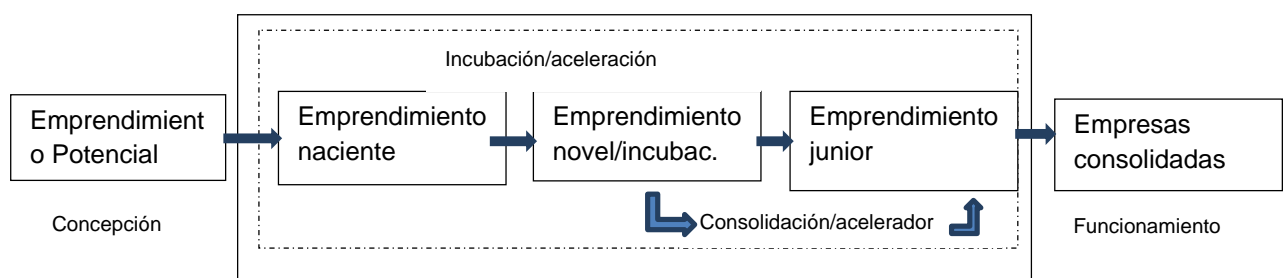 Incubación/aceleración
Emprendimient
o Potencial
Emprendimiento
naciente
Emprendimiento
novel/incubac.
Emprendimiento
junior
Empresas
consolidadas
Concepción
Consolidación/acelerador
Funcionamiento